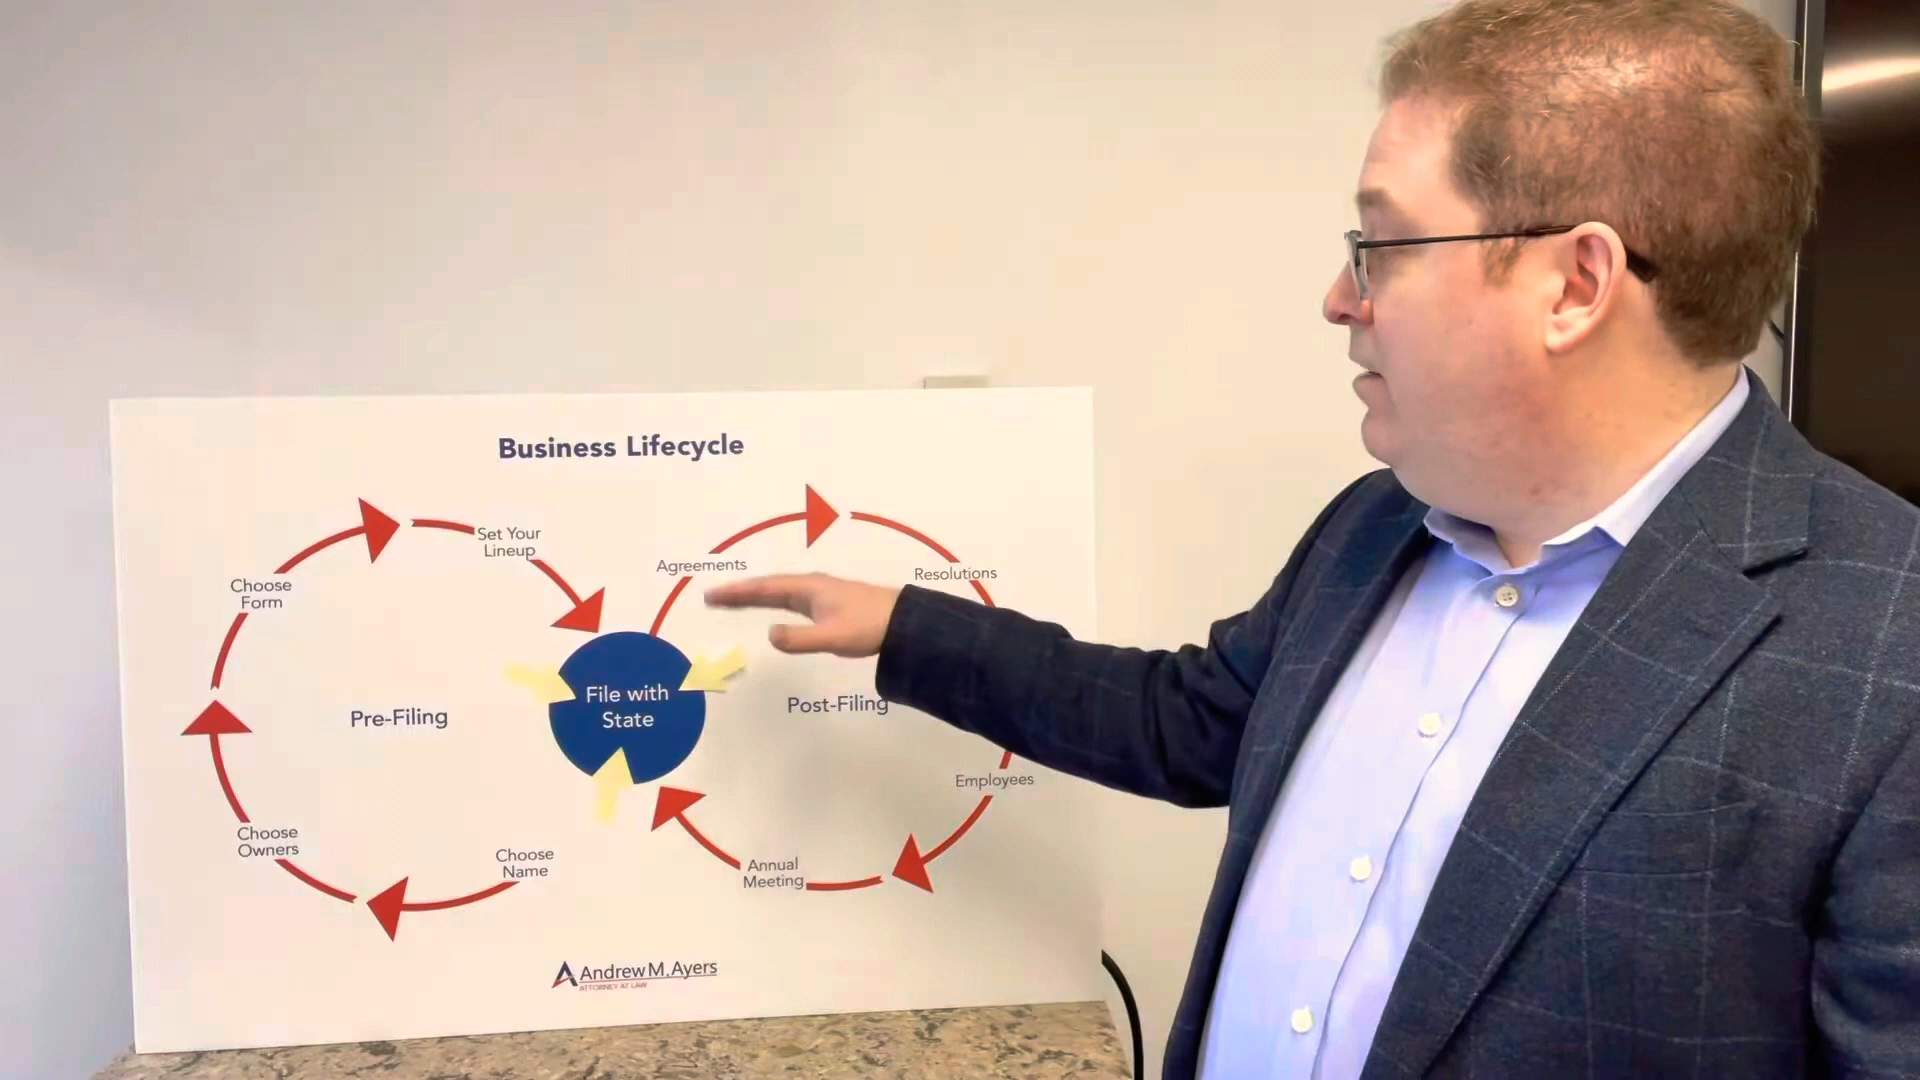 Business Lifecycle
Set Your
Lineup
Agreements
Resolutions
Choose
Form
File with
State
Pre-Filing
Post-Filing
Employees
Choose
Owners
Choose
Name
Annual
Meeting
Andrew M. Ayers
ATTORNEY AT LAW